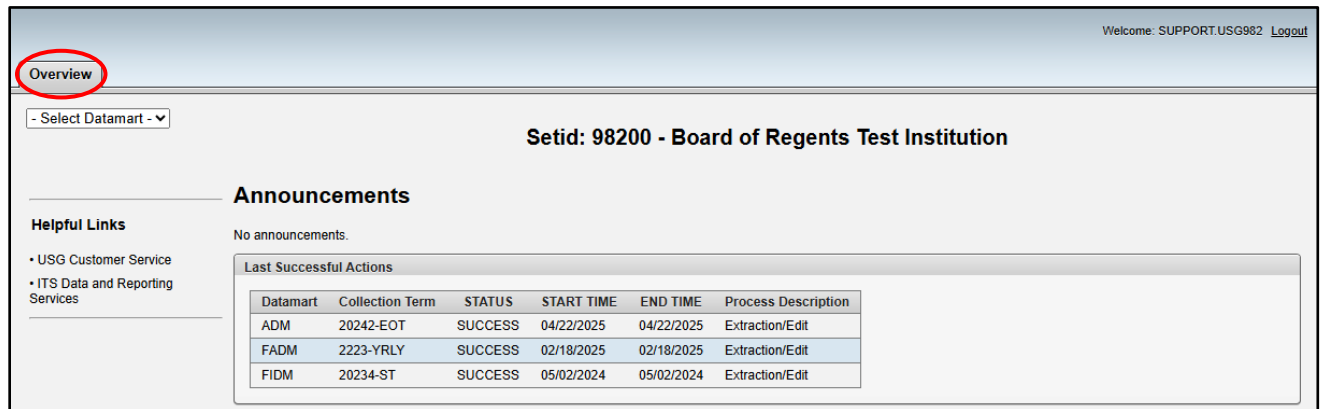 Welcome: SUPPORT.USG982 Logout
Overview
- Select Datamart -
Setid: 98200 - Board of Regents Test Institution
Announcements
Helpful Links
No announcements.
• USG Customer Service
• ITS Data and Reporting
Services
Last Successful Actions
Datamart Collection Term STATUS START TIME END TIME Process Description
ADM 20242-EOT SUCCESS 04/22/2025 04/22/2025 Extraction/Edit
FADM 2223-YRLY SUCCESS 02/18/2025 02/18/2025 Extraction/Edit
FIDM 20234-ST SUCCESS 05/02/2024 05/02/2024 Extraction/Edit